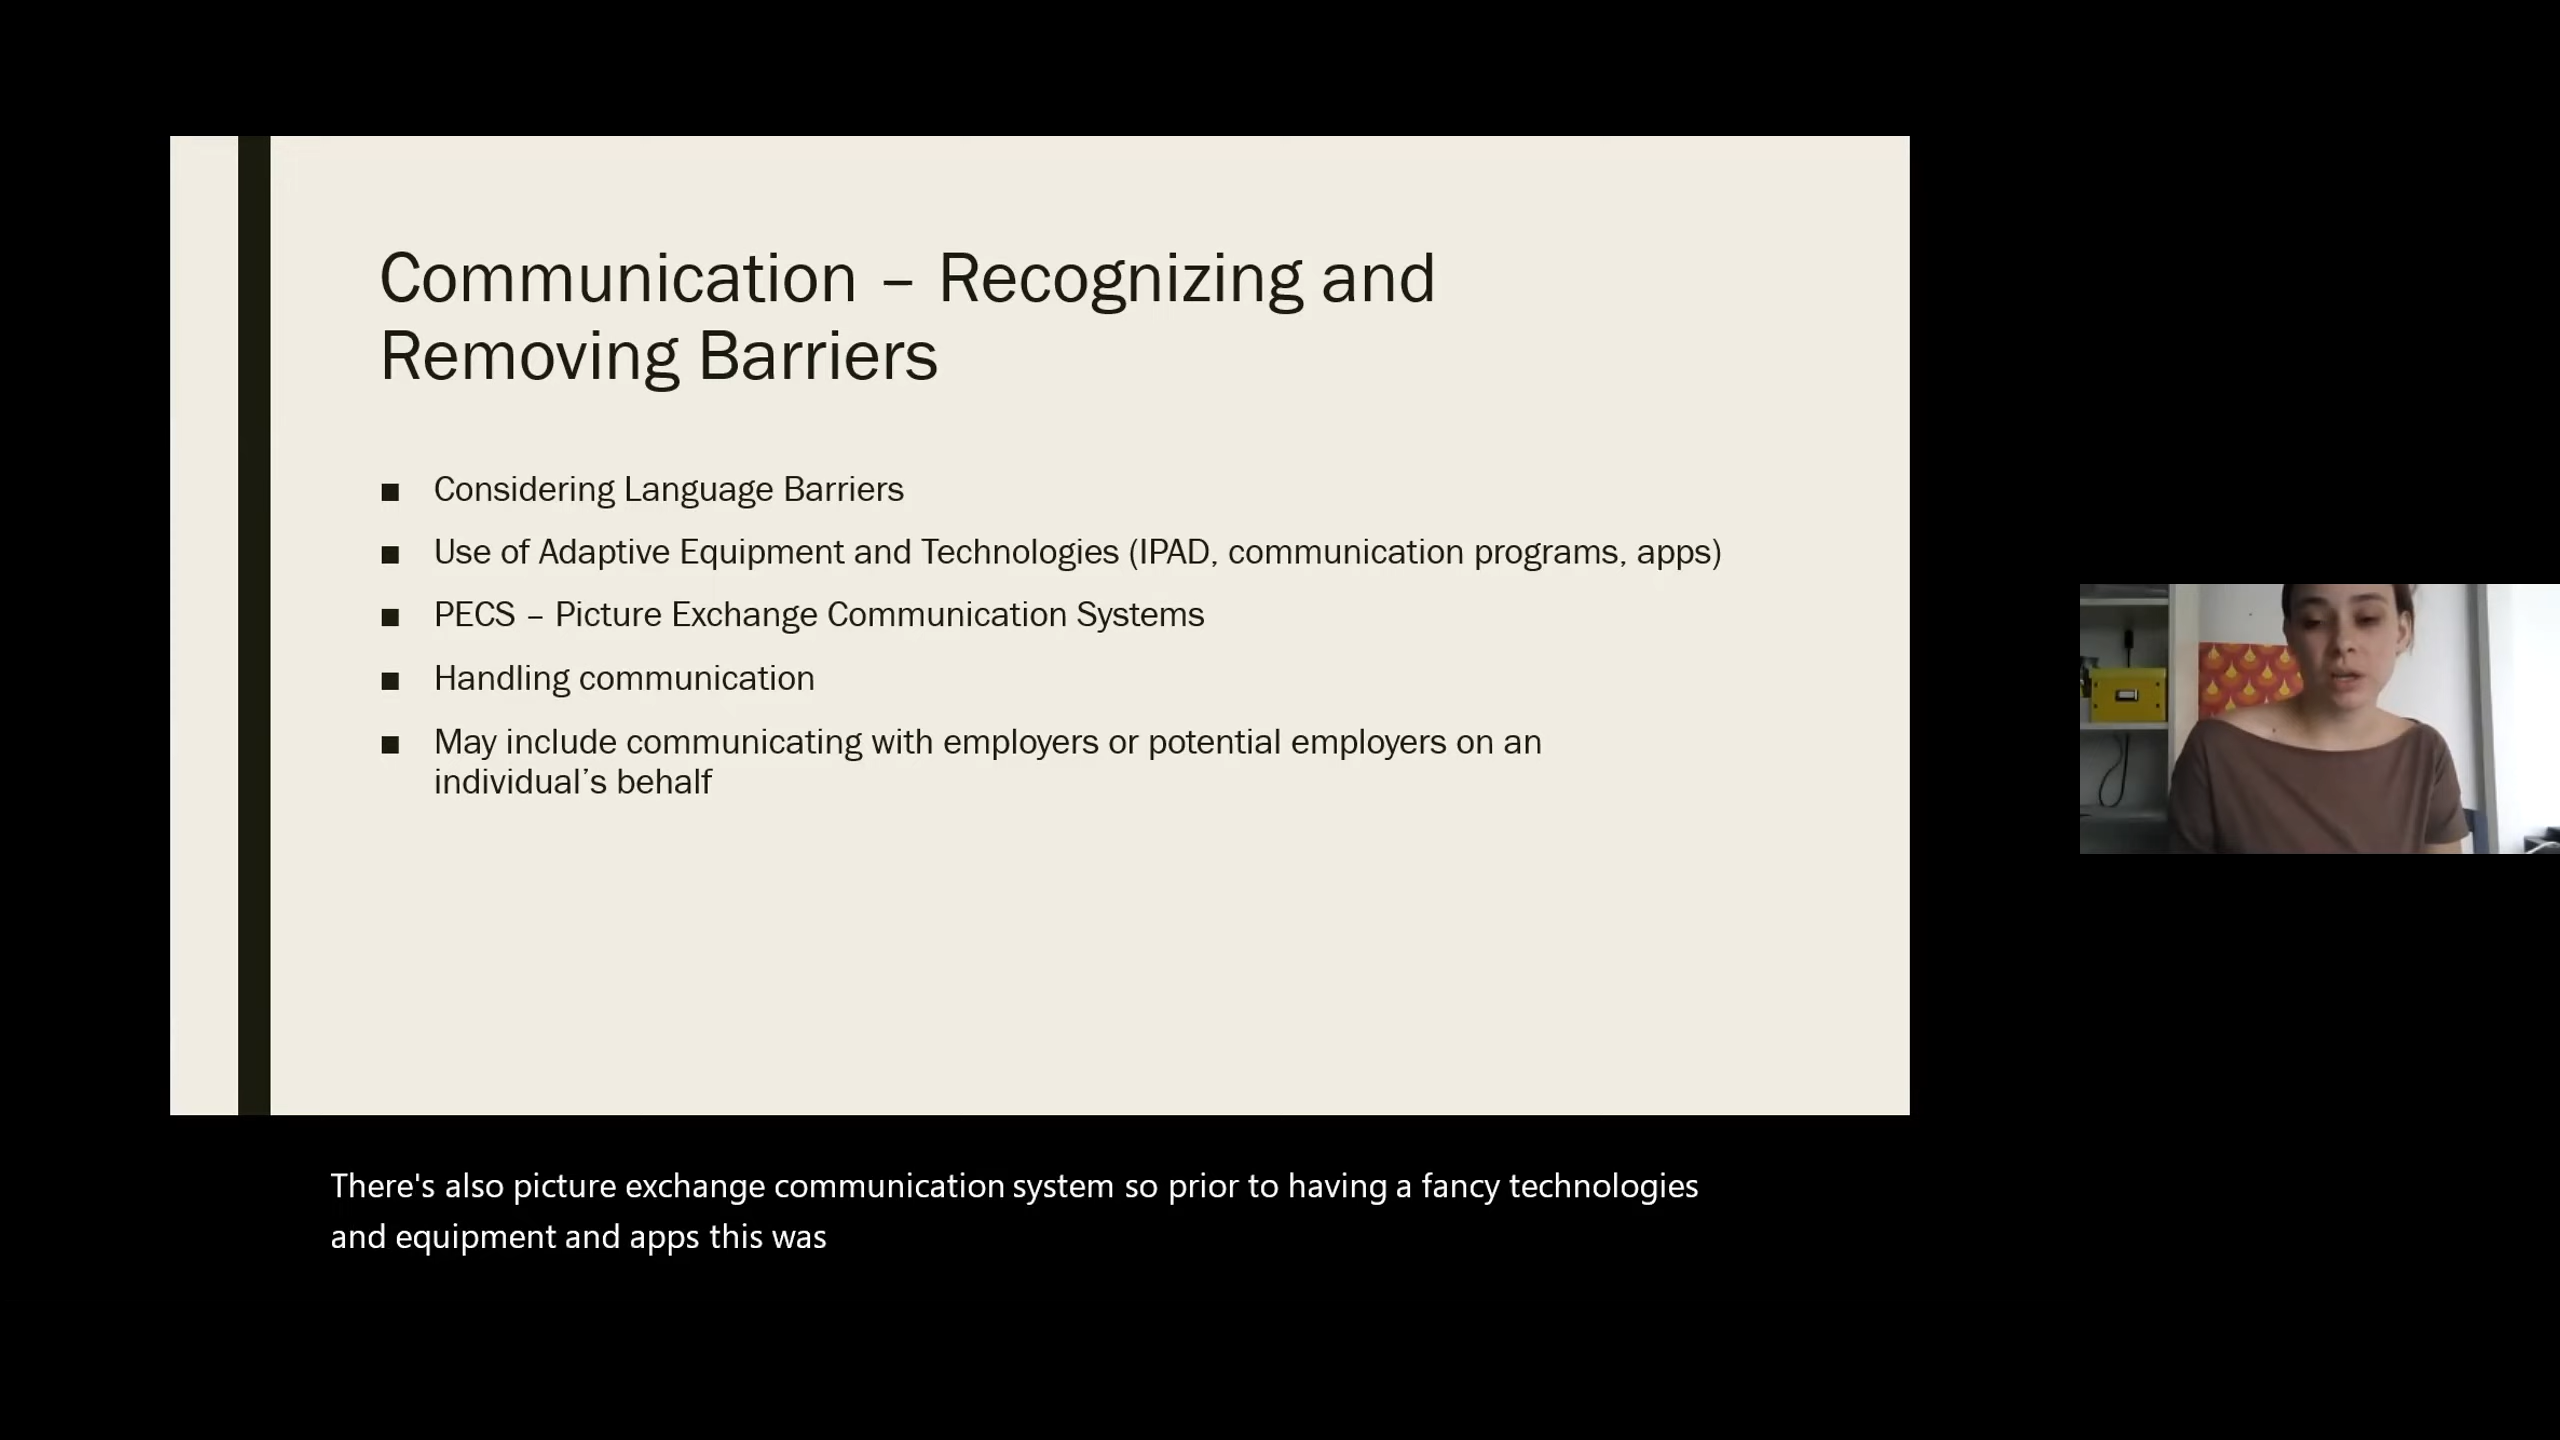 Communication – Recognizing and
Removing Barriers
■ Considering Language Barriers
■ Use of Adaptive Equipment and Technologies (IPAD, communication programs, apps)
■ PECS – Picture Exchange Communication Systems
■ Handling communication
■ May include communicating with employers or potential employers on an
individual’s behalf
There's also picture exchange communication system so prior to having a fancy technologies
and equipment and apps this was